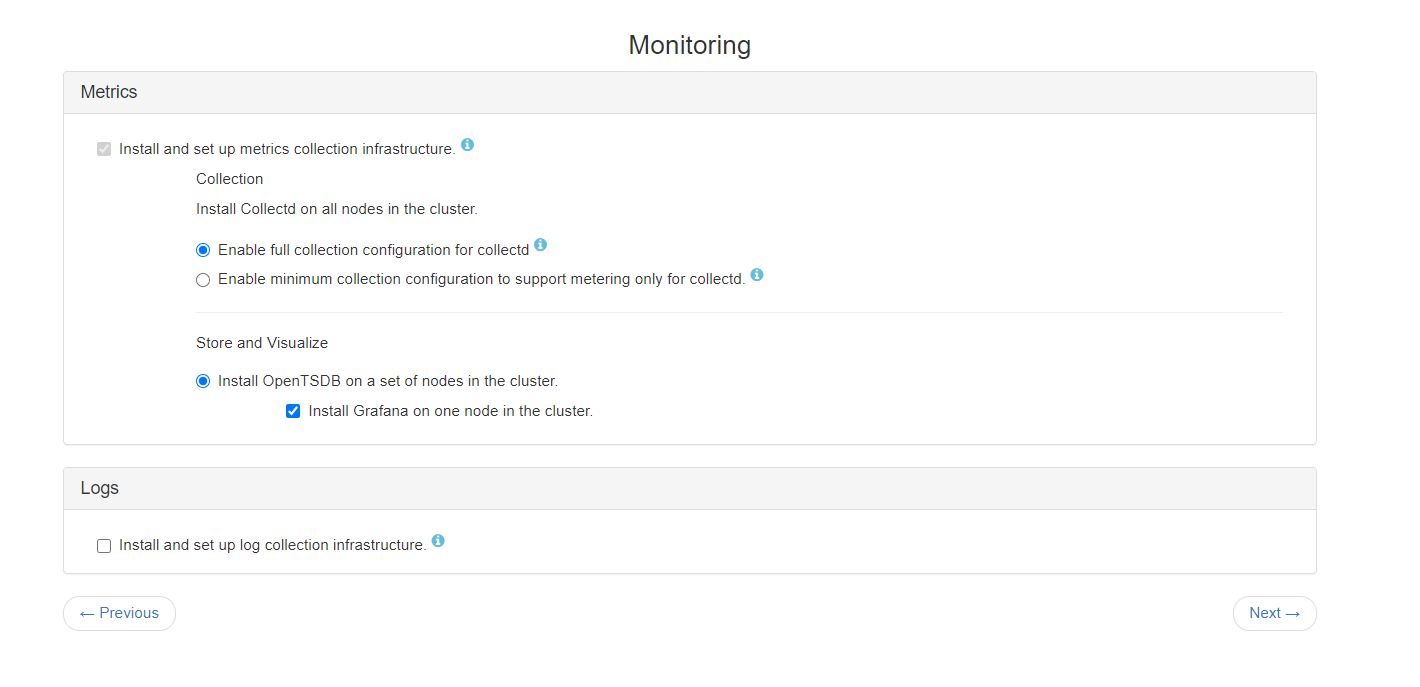 Monitoring
Metrics
Install and set up metrics collection infrastructure.
Collection
Install Collectd on all nodes in the cluster.
Enable full collection configuration for collectd
Enable minimum collection configuration to support metering only for collectd.
Store and Visualize
Install OpenTSDB on a set of nodes in the cluster.
Install Grafana on one node in the cluster.
Logs
Install and set up log collection infrastructure.
← Previous
Next →